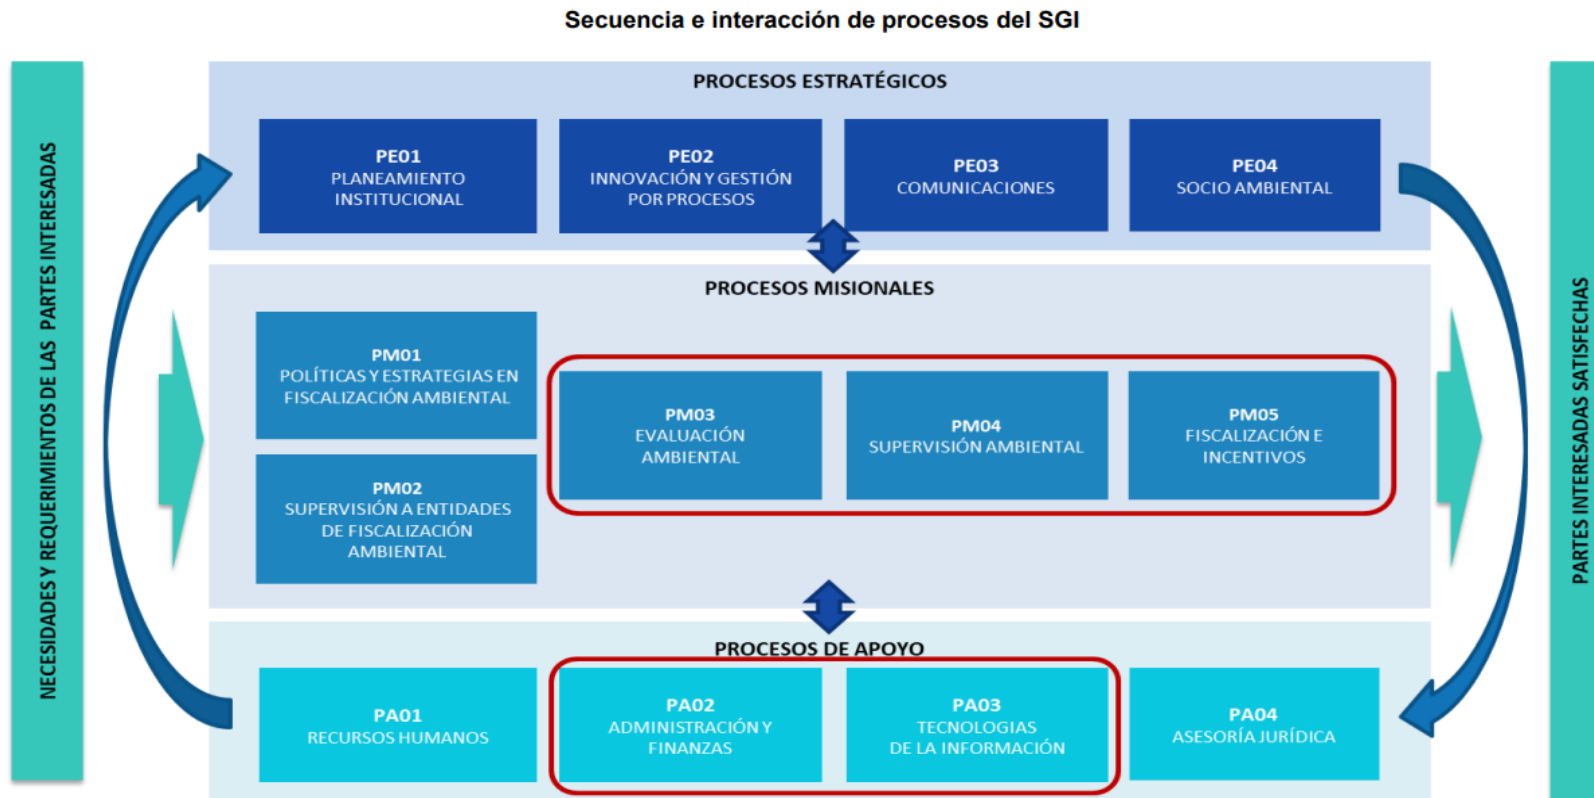 Secuencia e interacción de procesos del SGI
NECESIDADES Y REQUERIMIENTOS DE LAS PARTES INTERESADAS
PROCESOS ESTRATÉGICOS
PE01
PLANEAMIENTO
INSTITUCIONAL
PE02
INNOVACIÓN Y GESTIÓN
POR PROCESOS
PE03
COMUNICACIONES
PE04
SOCIO AMBIENTAL
PROCESOS MISIONALES
PM01
POLÍTICAS Y ESTRATEGIAS EN
FISCALIZACIÓN AMBIENTAL
PM02
SUPERVISIÓN A ENTIDADES
DE FISCALIZACIÓN
AMBIENTAL
PM03
EVALUACIÓN
AMBIENTAL
PM04
SUPERVISIÓN AMBIENTAL
PM05
FISCALIZACIÓN E
INCENTIVOS
PROCESOS DE APOYO
PA01
RECURSOS HUMANOS
PA02
ADMINISTRACIÓN Y
FINANZAS
PA03
TECNOLOGIAS
DE LA INFORMACIÓN
PA04
ASESORÍA JURÍDICA
PARTES INTERESADAS SATISFECHAS